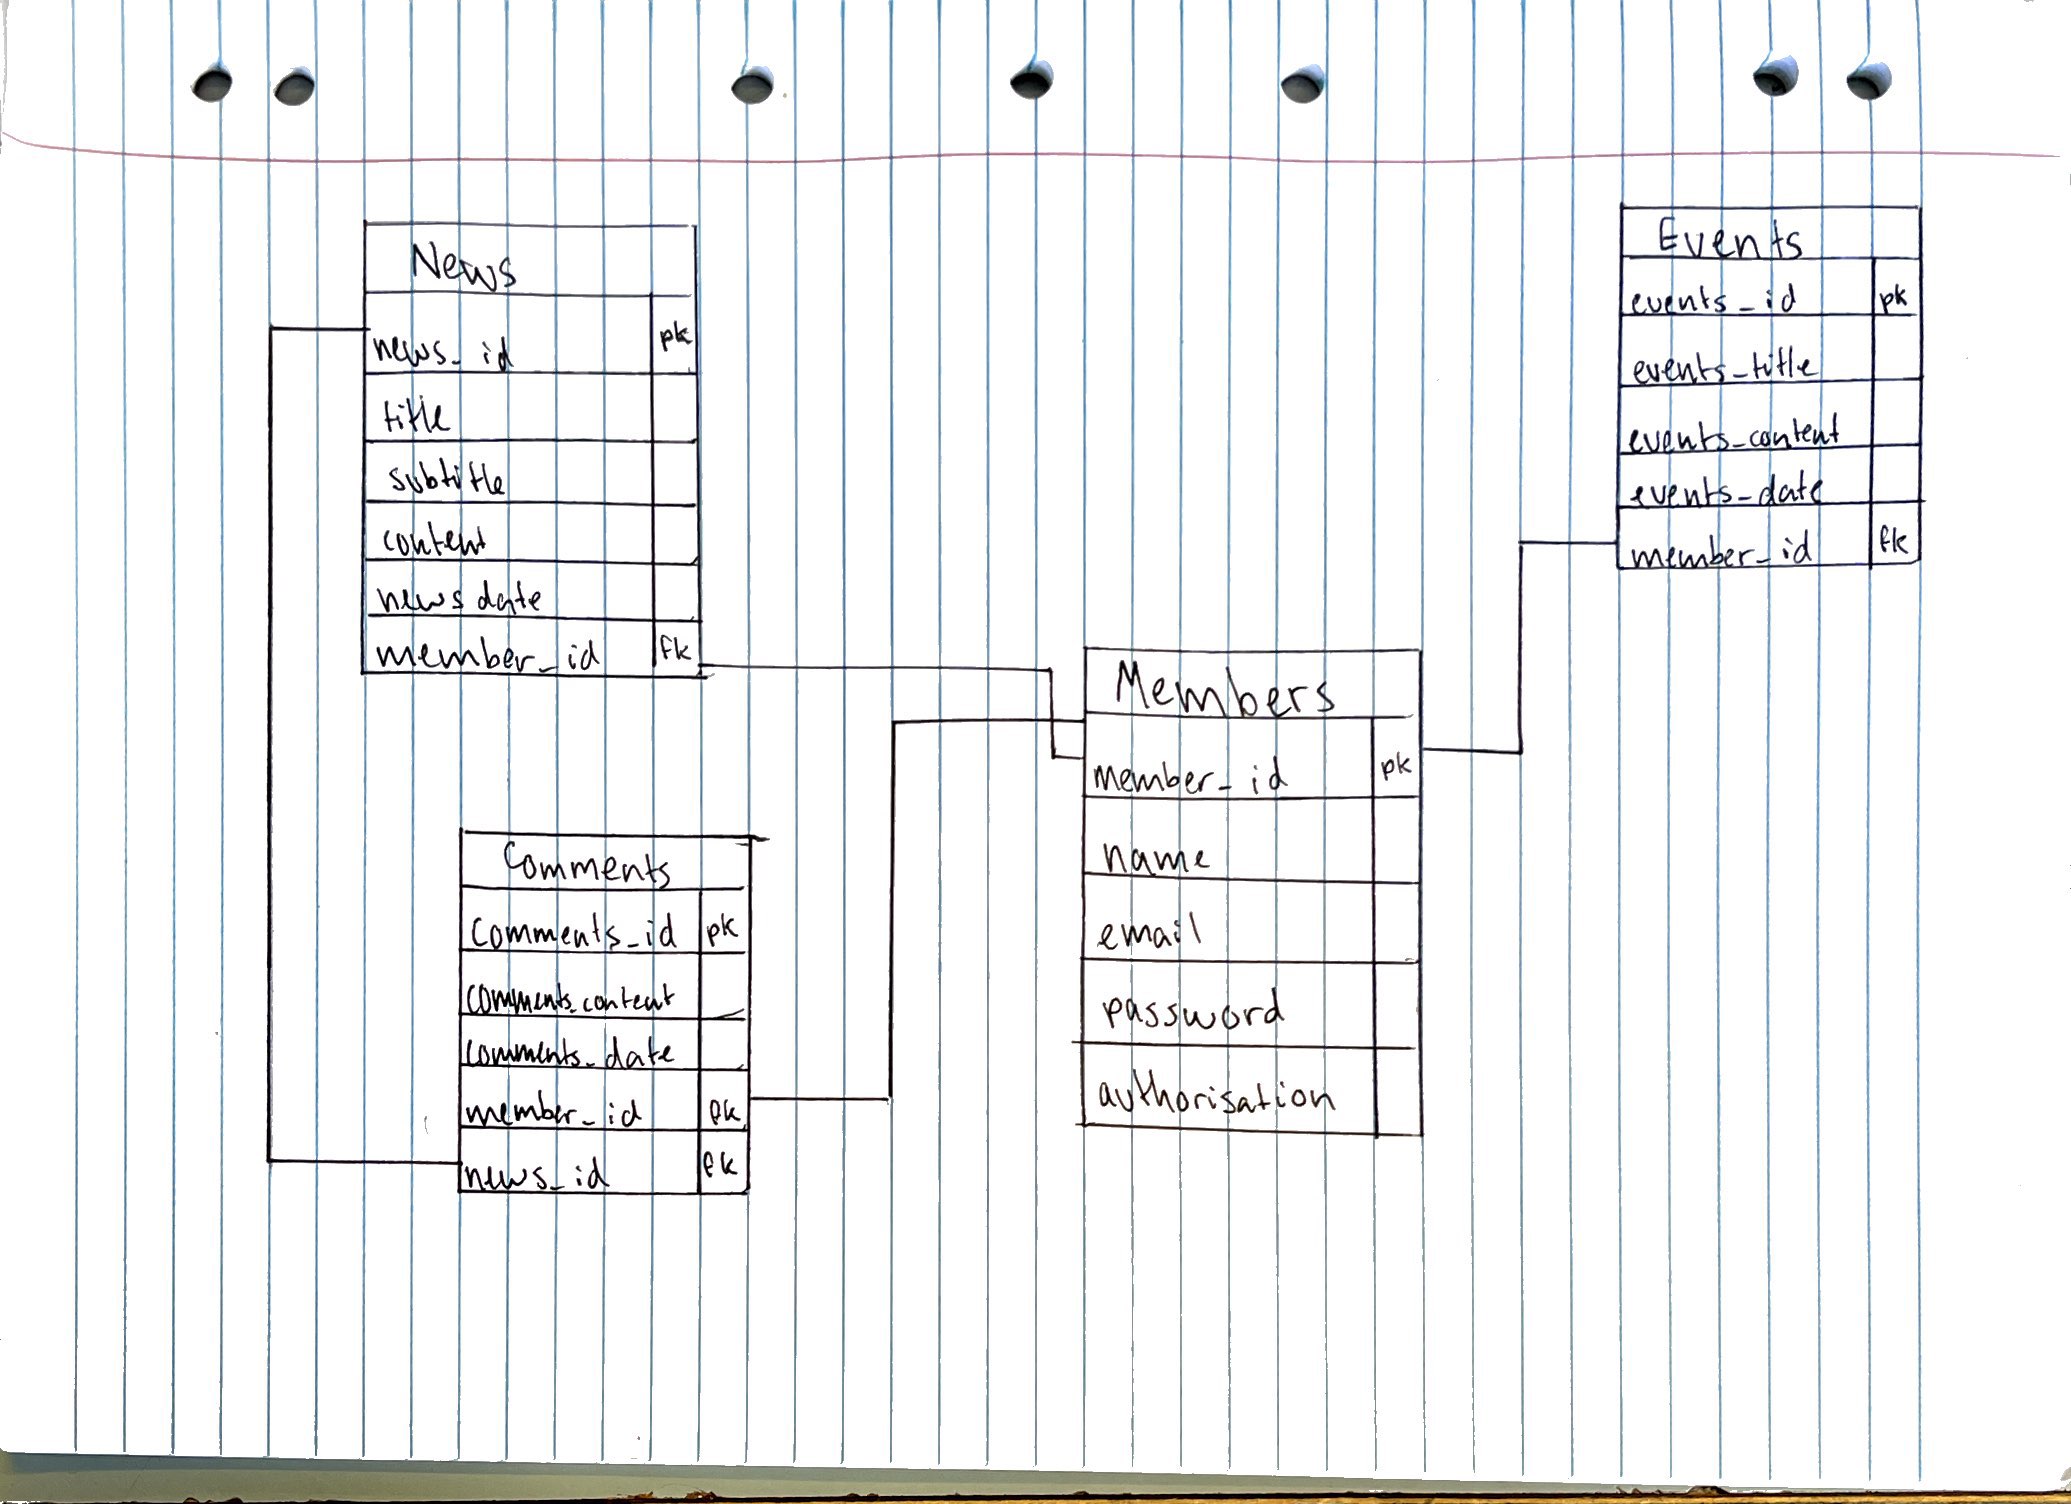 News
news_id pk
title
subtitle
content
news date
member_id fk
Events
events_id pk
events_title
events_content
events_date
member_id fk
Members
member_id pk
name
email
password
authorisation
Comments
Comments_id pk
comments_content
comments_date
member_id fk
news_id fk